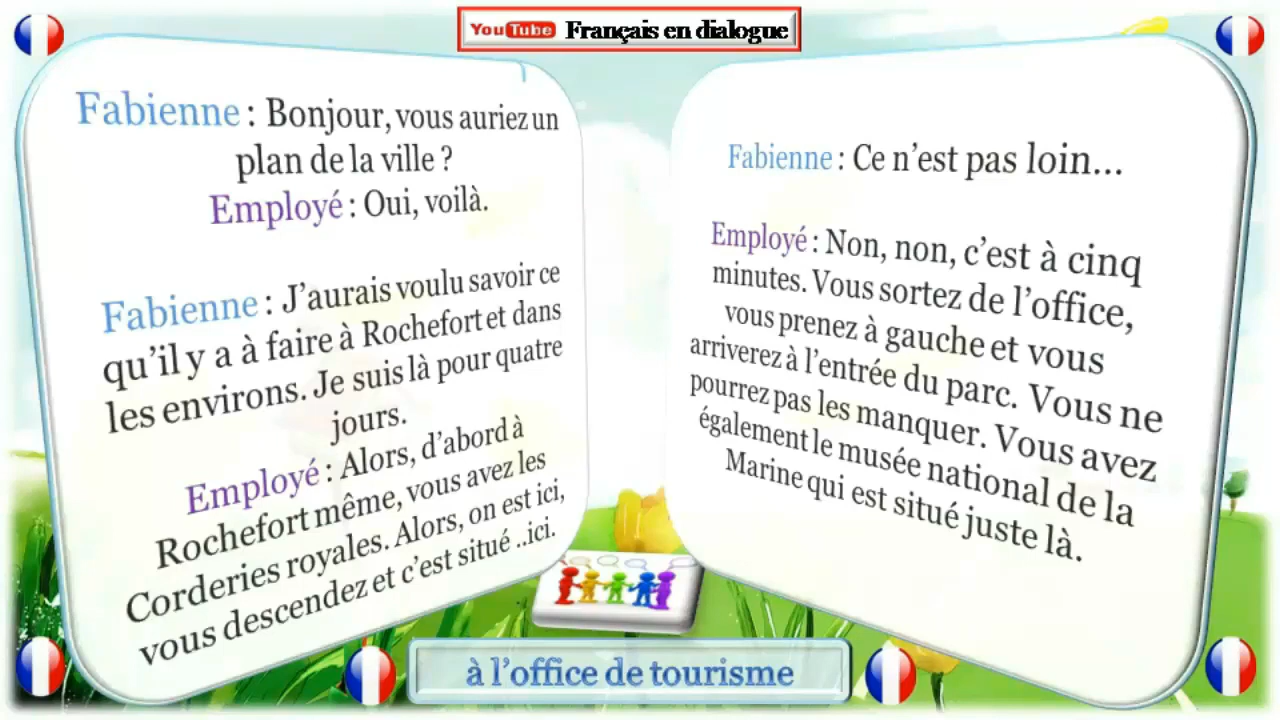 YouTube Français en dialogue
Fabienne : Bonjour, vous auriez un
plan de la ville ?
Employé : Oui, voilà.
Fabienne : J'aurais voulu savoir ce
qu'il y a à faire à Rochefort et dans
les environs. Je suis là pour quatre
jours.
Employé : Alors, d'abord à
Rochefort même, vous avez les
Corderies royales. Alors, on est ici,
vous descendez et c'est situé ..ici.
Fabienne : Ce n'est pas loin...
Employé : Non, non, c'est à cinq
minutes. Vous sortez de l'office,
vous prenez à gauche et vous
arriverez à l'entrée du parc. Vous ne
pourrez pas les manquer. Vous avez
également le musée national de la
Marine qui est situé juste là.
à l'office de tourisme